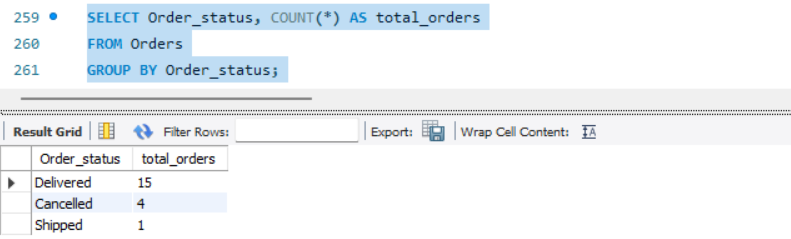 259 SELECT Order_status, COUNT(*) AS total_orders
260 FROM Orders
261 GROUP BY Order_status;
Result Grid Filter Rows: Export: Wrap Cell Content: IA
Order_status total_orders
Delivered 15
Cancelled 4
Shipped 1